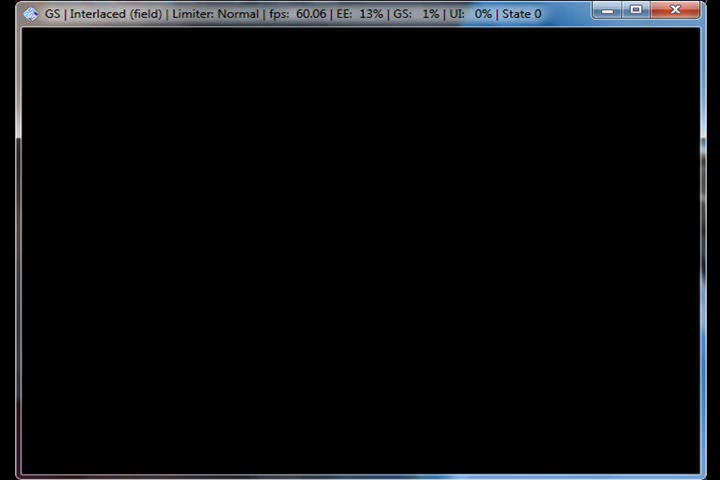 GS | Interlaced (field) | Limiter: Normal | fps: 60.06 | EE: 13% | GS: 1% | UI: 0% | State 0